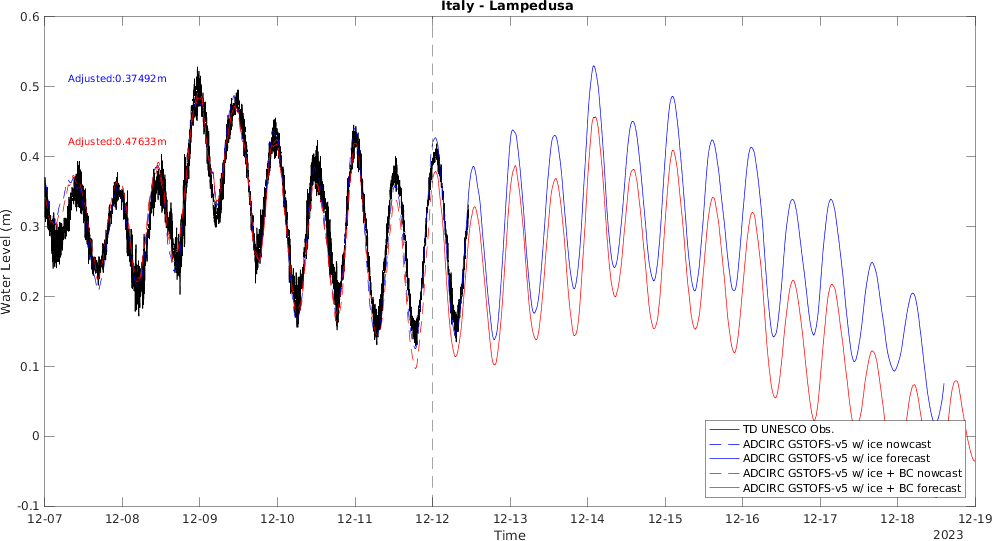 Italy - Lampedusa
0.6
0.5
0.4
0.3
0.2
0.1
0
-0.1
Water Level (m)
Adjusted:0.37492m
Adjusted:0.47633m
TD UNESCO Obs.
ADCIRC GSTOFS-v5 w/ ice nowcast
ADCIRC GSTOFS-v5 w/ ice forecast
ADCIRC GSTOFS-v5 w/ ice + BC nowcast
ADCIRC GSTOFS-v5 w/ ice + BC forecast
12-07 12-08 12-09 12-10 12-11 12-12 12-13 12-14 12-15 12-16 12-17 12-18 12-19
Time
2023